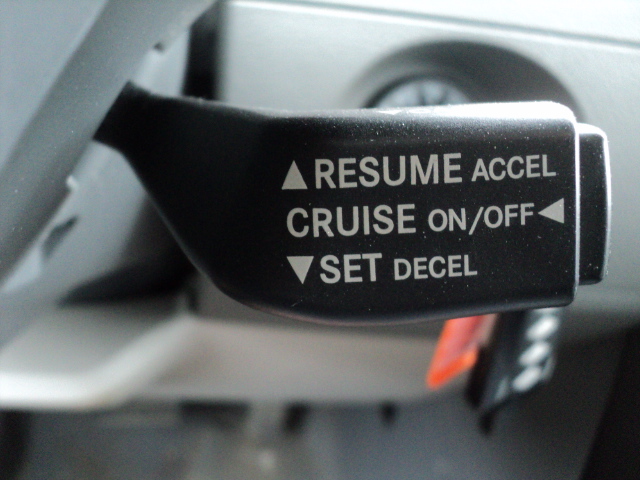 ▲RESUME ACCEL
CRUISE ON/OFF◀
▼SET DECEL